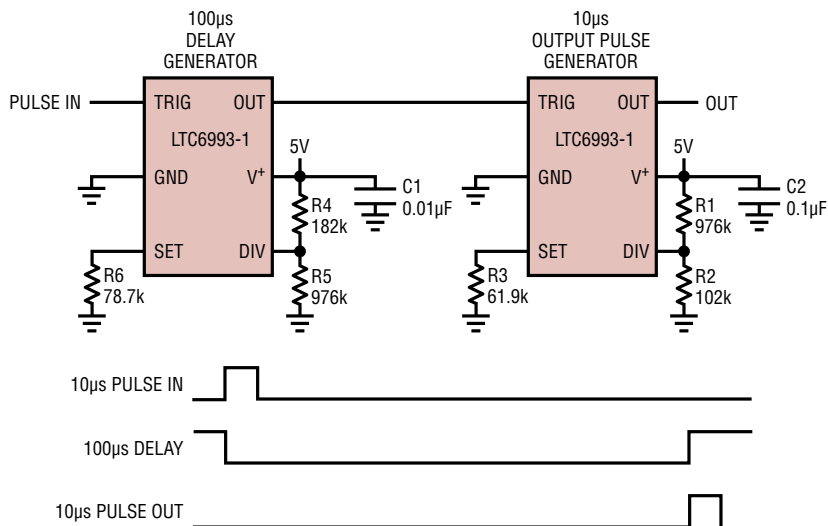 100µs
DELAY
GENERATOR
10µs
OUTPUT PULSE
GENERATOR
PULSE IN
TRIG OUT
LTC6993-1
GND V+
SET DIV
5V
C1
0.01µF
R4
182k
R5
976k
R6
78.7k
TRIG OUT
OUT
LTC6993-1
GND V+
SET DIV
5V
C2
0.1µF
R1
976k
R2
102k
R3
61.9k
10µs PULSE IN
100µs DELAY
10µs PULSE OUT